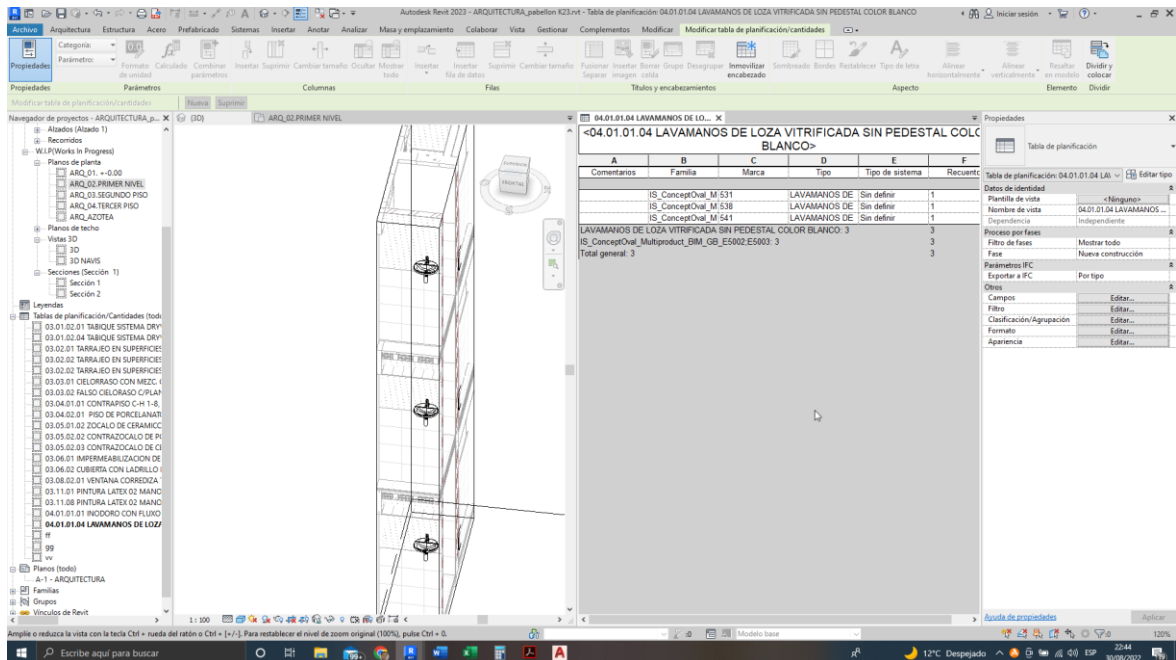 Autodesk Revit 2023 - ARQUITECTURA_pabellon K23.rvt - Tabla de planificación: 04.01.01.04 LAVAMANOS DE LOZA VITRIFICADA SIN PEDESTAL COLOR BLANCO
Iniciar sesión
Archivo Arquitectura Estructura Acero Prefabricado Sistemas Insertar Anotar Analizar Masa y emplazamiento Colaborar Vista Gestionar Complementos Modificar Modificar tabla de planificación/cantidades
Propiedades
Categoría:
Parámetro:
Formato de unidad
Calculado
Combinar parámetros
Insertar Suprimir Cambiar tamaño Ocultar Mostrar todo
Insertar
Insertar fila de datos
Suprimir Cambiar tamaño
Fusionar Separar
Insertar imagen
Borrar celda
Grupo Desagrupar
Inmovilizar encabezado
Sombreado Bordes Restablecer Tipo de letra
Alinear horizontalmente
Alinear verticalmente
Resaltar en modelo
Dividir y colocar
Propiedades Parámetros Columnas Filas Títulos y encabezamientos Aspecto Elemento Dividir
Modificar tabla de planificación/cantidades Nueva Suprimir
Navegador de proyectos - ARQUITECTURA_p...
Alzados (Alzado 1)
Recorridos
W.I.P(Works In Progress)
Planos de planta
ARQ_01. +-0.00
ARQ_02.PRIMER NIVEL
ARQ_03.SEGUNDO PISO
ARQ_04.TERCER PISO
ARQ_AZOTEA
Planos de techo
Vistas 3D
3D
3D NAVIS
Secciones (Sección 1)
Sección 1
Sección 2
Leyendas
Tablas de planificación/Cantidades (todo
03.01.02.01 TABIQUE SISTEMA DRY
03.01.02.04 TABIQUE SISTEMA DRY
03.02.01 TARRAJEO EN SUPERFICIES
03.02.02 TARRAJEO EN SUPERFICIES
03.02.02 TARRAJEO EN SUPERFICIES
03.03.01 CIELORRASO CON MEZC. (
03.03.02 FALSO CIELORASO C/PLAN
03.04.01.01 CONTRAPISO C-H 1-8,
03.04.02.01 PISO DE PORCELANAT
03.05.01.02 ZOCALO DE CERAMICC
03.05.02.02 CONTRAZOCALO DE P
03.05.02.03 CONTRAZOCALO DE CE
03.06.01 IMPERMEABILIZACION DE
03.06.02 CUBIERTA CON LADRILLO
03.08.02.01 VENTANA CORREDIZA
03.11.01 PINTURA LATEX 02 MANO
03.11.08 PINTURA LATEX 02 MANO
04.01.01.01 INODORO CON FLUXO
04.01.01.04 LAVAMANOS DE LOZA
ff
gg
vv
Planos (todo)
A-1 - ARQUITECTURA
Familias
Grupos
Vínculos de Revit
{3D}
ARQ_02.PRIMER NIVEL
SUPERIOR
FRONTAL
1 : 100
04.01.01.04 LAVAMANOS DE LO...
<04.01.01.04 LAVAMANOS DE LOZA VITRIFICADA SIN PEDESTAL COLO
BLANCO>
A B C D E F
Comentarios Familia Marca Tipo Tipo de sistema Recuento
IS_ConceptOval_M 531 LAVAMANOS DE Sin definir 1
IS_ConceptOval_M 538 LAVAMANOS DE Sin definir 1
IS_ConceptOval_M 541 LAVAMANOS DE Sin definir 1
LAVAMANOS DE LOZA VITRIFICADA SIN PEDESTAL COLOR BLANCO: 3 3
IS_ConceptOval_Multiproduct_BIM_GB_E5002;E5003: 3 3
Total general: 3 3
Propiedades
Tabla de planificación
Tabla de planificación: 04.01.01.04 LAV Editar tipo
Datos de identidad
Plantilla de vista <Ninguno>
Nombre de vista 04.01.01.04 LAVAMANOS ...
Dependencia Independiente
Proceso por fases
Filtro de fases Mostrar todo
Fase Nueva construcción
Parámetros IFC
Exportar a IFC Por tipo
Otros
Campos Editar...
Filtro Editar...
Clasificación/Agrupación Editar...
Formato Editar...
Apariencia Editar...
Ayuda de propiedades Aplicar
Amplíe o reduzca la vista con la tecla Ctrl + rueda del ratón o Ctrl + [+/-]. Para restablecer el nivel de zoom original (100%), pulse Ctrl + 0.
:0 Modelo base
:0 120%
Escribe aquí para buscar
12°C Despejado
ESP
22:44
30/08/2022